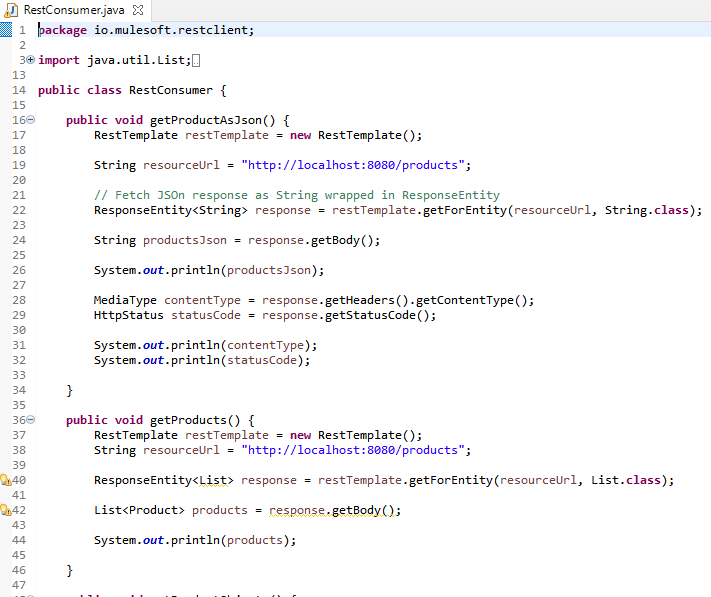 RestConsumer.java
1 package io.mulesoft.restclient;
2
3 import java.util.List;
13
14 public class RestConsumer {
15
16 public void getProductAsJson() {
17 RestTemplate restTemplate = new RestTemplate();
18
19 String resourceUrl = "http://localhost:8080/products";
20
21 // Fetch JSOn response as String wrapped in ResponseEntity
22 ResponseEntity<String> response = restTemplate.getForEntity(resourceUrl, String.class);
23
24 String productsJson = response.getBody();
25
26 System.out.println(productsJson);
27
28 MediaType contentType = response.getHeaders().getContentType();
29 HttpStatus statusCode = response.getStatusCode();
30
31 System.out.println(contentType);
32 System.out.println(statusCode);
33
34 }
35
36 public void getProducts() {
37 RestTemplate restTemplate = new RestTemplate();
38 String resourceUrl = "http://localhost:8080/products";
39
40 ResponseEntity<List> response = restTemplate.getForEntity(resourceUrl, List.class);
41
42 List<Product> products = response.getBody();
43
44 System.out.println(products);
45
46 }
47